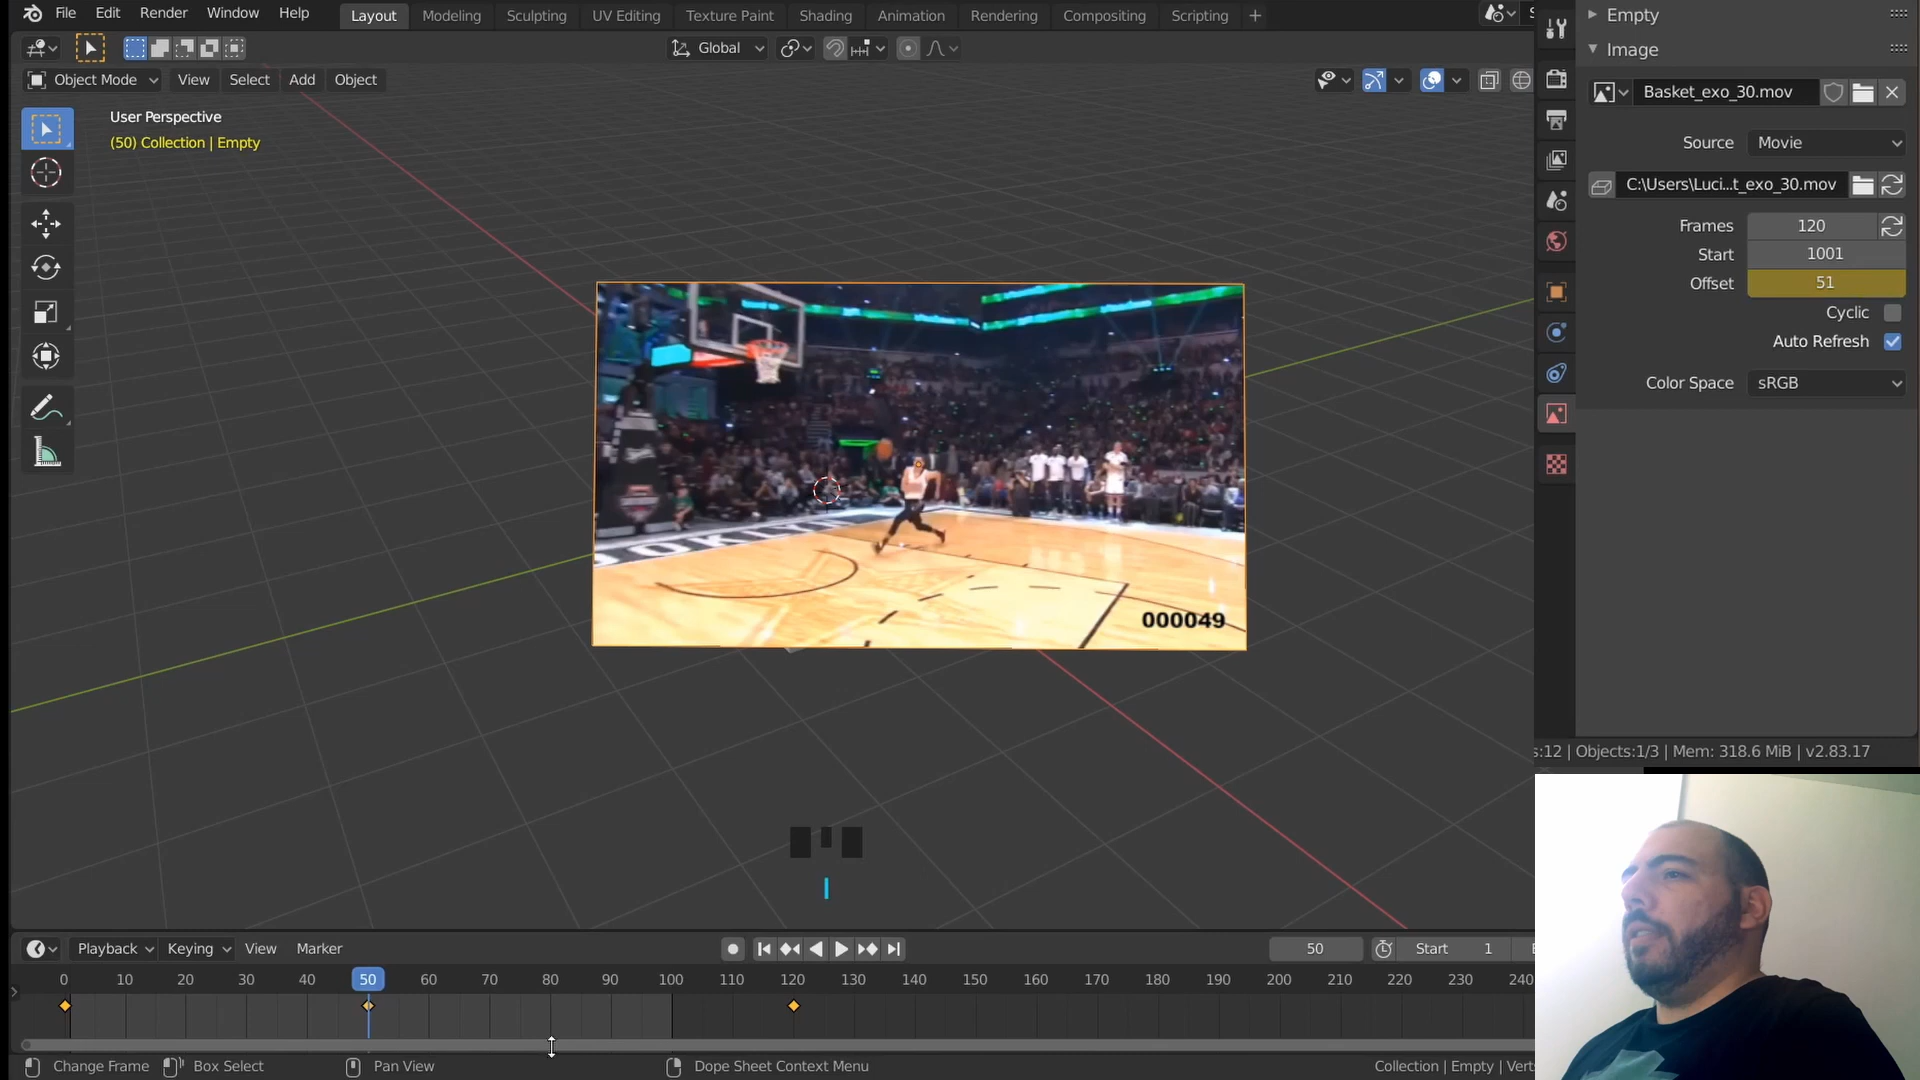 File Edit Render Window Help Layout Modeling Sculpting UV Editing Texture Paint Shading Animation Rendering Compositing Scripting +
Global
Object Mode View Select Add Object
User Perspective
(50) Collection | Empty
Empty
Image
Basket_exo_30.mov
Source Movie
C:\Users\Luci...t_exo_30.mov
Frames 120
Start 1001
Offset 51
Cyclic
Auto Refresh
Color Space sRGB
000049
s:12 | Objects:1/3 | Mem: 318.6 MiB | v2.83.17
Playback Keying View Marker 50 Start 1
0 10 20 30 40 50 60 70 80 90 100 110 120 130 140 150 160 170 180 190 200 210 220 230 240
Change Frame Box Select Pan View Dope Sheet Context Menu Collection | Empty | Verts